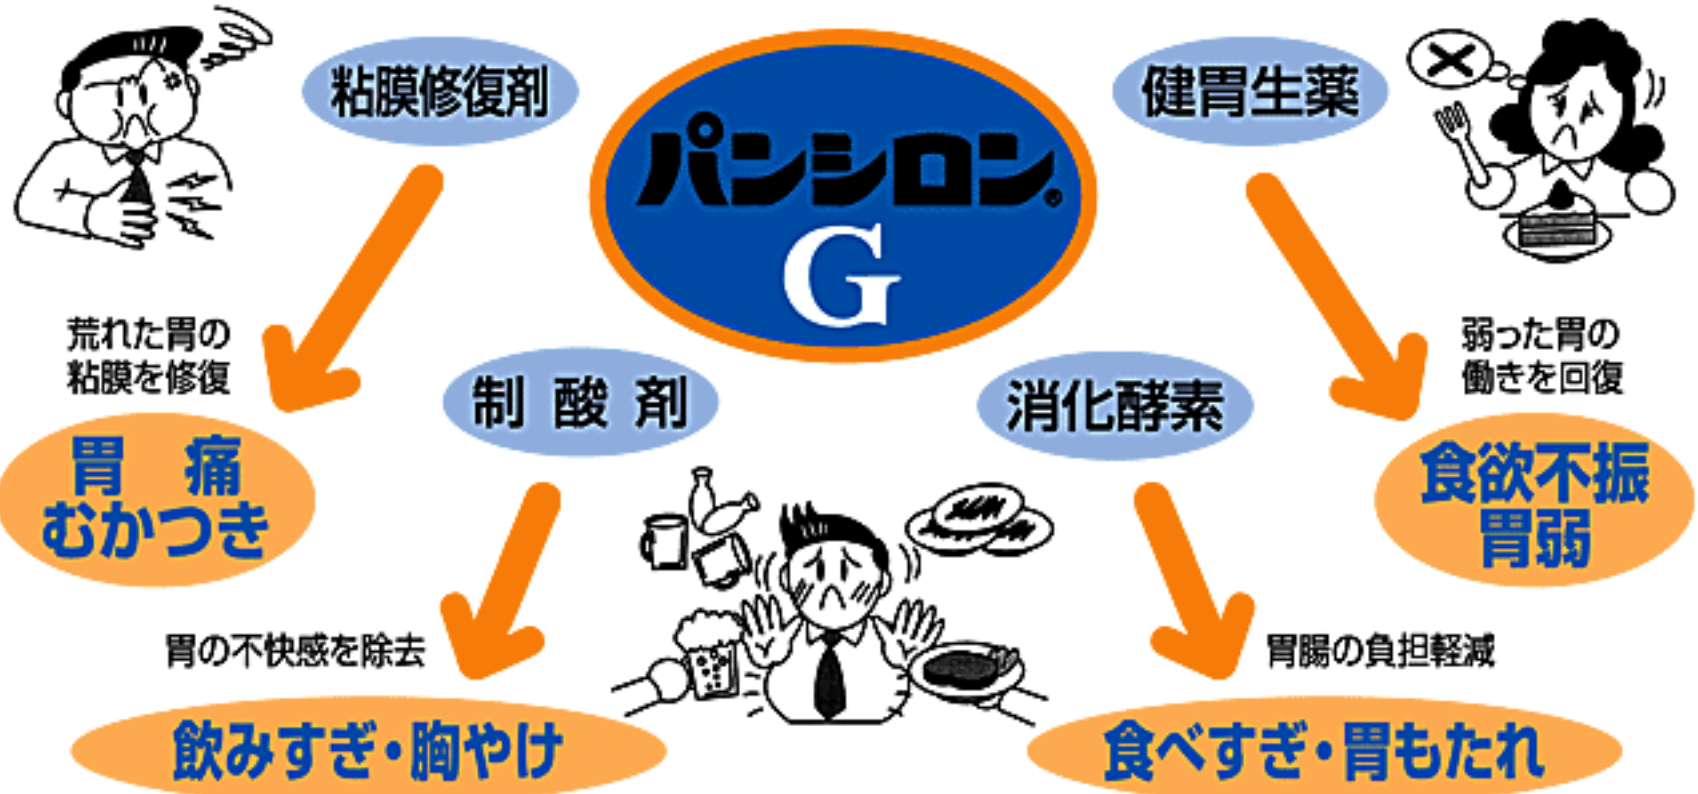 粘膜修復剤
パンシロン®
G
健胃生薬
荒れた胃の
粘膜を修復
胃 痛
むかつき
制酸剤
胃の不快感を除去
飲みすぎ・胸やけ
消化酵素
胃腸の負担軽減
食べすぎ・胃もたれ
弱った胃の
働きを回復
食欲不振
胃弱